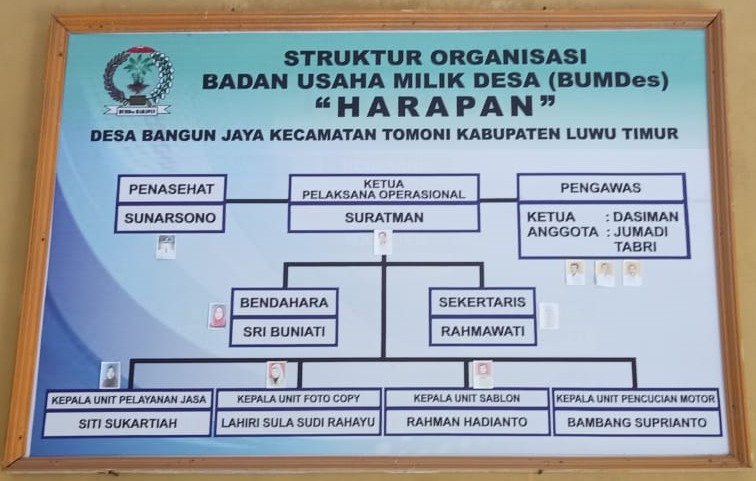 STRUKTUR ORGANISASI
BADAN USAHA MILIK DESA (BUMDes)
"HARAPAN"
DESA BANGUN JAYA KECAMATAN TOMONI KABUPATEN LUWU TIMUR
PENASEHAT
SUNARSONO
KETUA
PELAKSANA OPERASIONAL
SURATMAN
PENGAWAS
KETUA : DASIMAN
ANGGOTA : JUMADI
TABRI
BENDAHARA
SRI BUNIATI
SEKERTARIS
RAHMAWATI
KEPALA UNIT PELAYANAN JASA
SITI SUKARTIAH
KEPALA UNIT FOTO COPY
LAHIRI SULA SUDI RAHAYU
KEPALA UNIT SABLON
RAHMAN HADIANTO
KEPALA UNIT PENCUCIAN MOTOR
BAMBANG SUPRIANTO